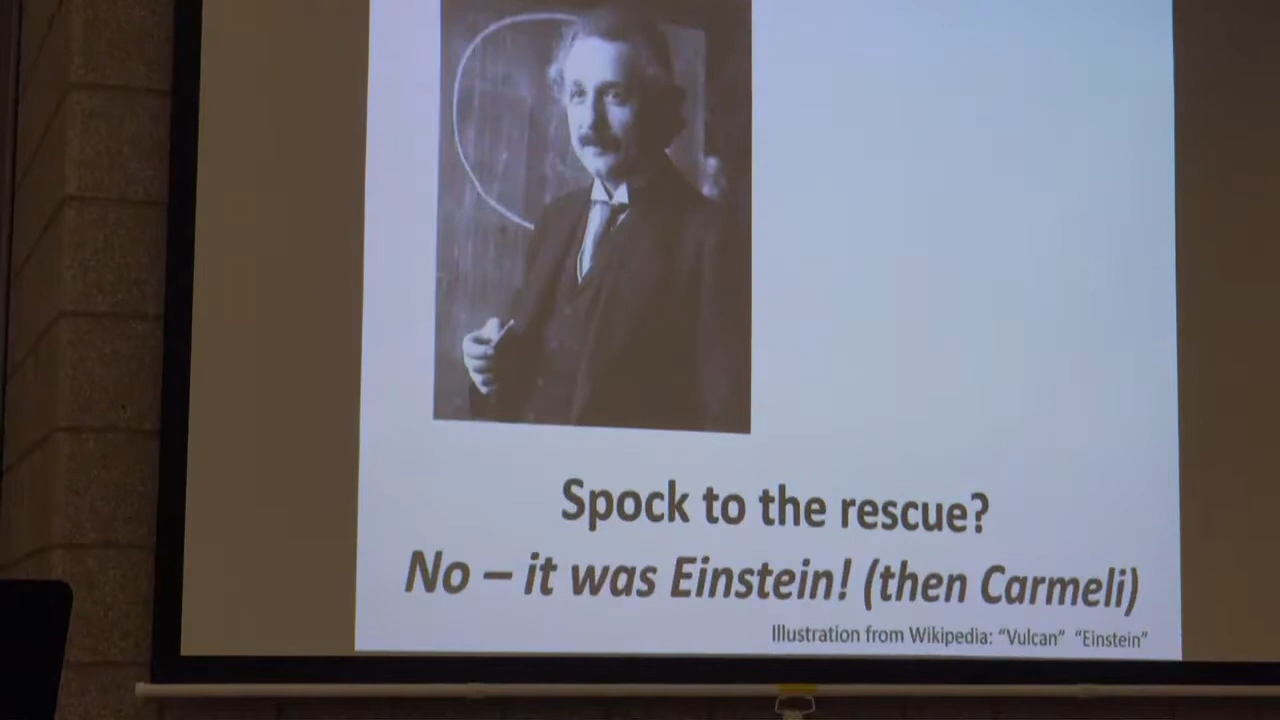 Spock to the rescue?
No – it was Einstein! (then Carmeli)
Illustration from Wikipedia: “Vulcan” “Einstein”